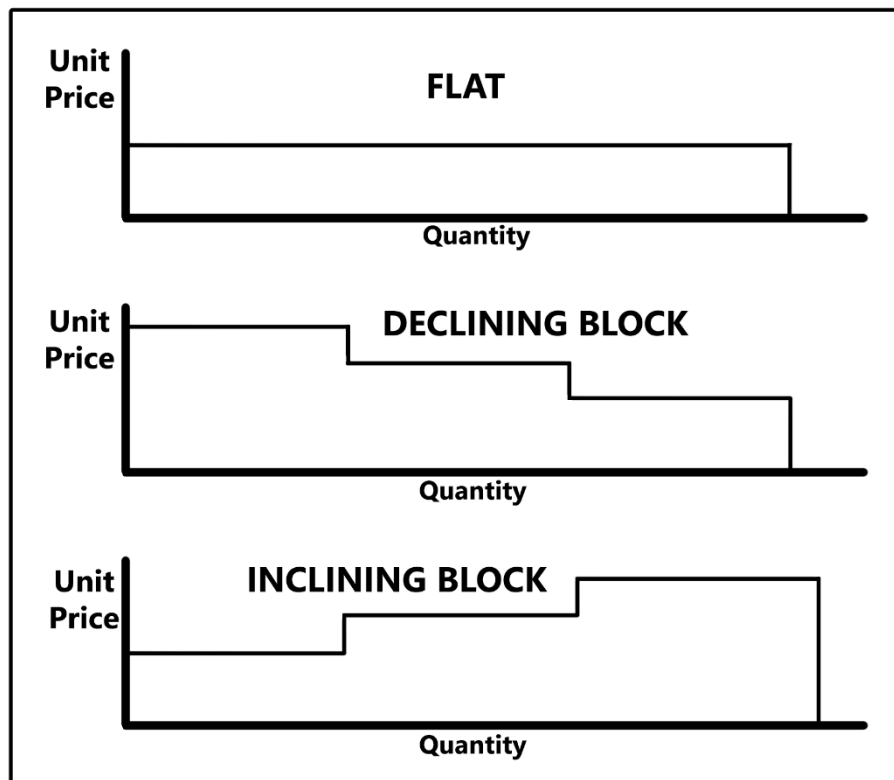 Unit
Price
FLAT
Quantity
Unit
Price
DECLINING BLOCK
Quantity
Unit
Price
INCLINING BLOCK
Quantity